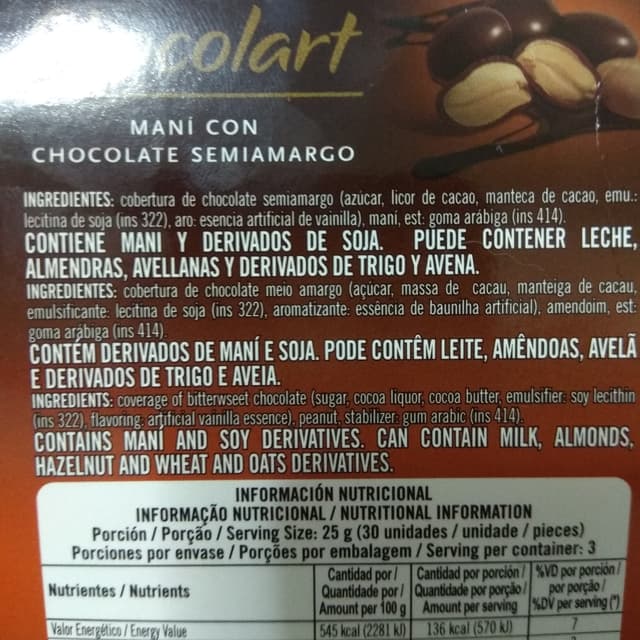 colart
MANÍ CON
CHOCOLATE SEMIAMARGO
INGREDIENTES: cobertura de chocolate semiamargo (azúcar, licor de cacao, manteca de cacao, emu.:
lecitina de soja (ins 322), aro: esencia artificial de vainilla), maní, est: goma arábiga (ins 414).
CONTIENE MANI Y DERIVADOS DE SOJA. PUEDE CONTENER LECHE,
ALMENDRAS, AVELLANAS Y DERIVADOS DE TRIGO Y AVENA.
INGREDIENTES: cobertura de chocolate meio amargo (açúcar, massa de cacau, manteiga de cacau,
emulsificante: lecitina de soja (ins 322), aromatizante: essência de baunilha artificial), amendoim, est:
goma arábiga (ins 414).
CONTÉM DERIVADOS DE MANÍ E SOJA. PODE CONTÊM LEITE, AMÊNDOAS, AVELÃ
E DERIVADOS DE TRIGO E AVEIA.
INGREDIENTS: coverage of bitterwseet chocolate (sugar, cocoa liquor, cocoa butter, emulsifier: soy lecithin
(ins 322), flavoring: artificial vainilla essence), peanut, stabilizer: gum arabic (ins 414).
CONTAINS MANÍ AND SOY DERIVATIVES. CAN CONTAIN MILK, ALMONDS,
HAZELNUT AND WHEAT AND OATS DERIVATIVES.
INFORMACIÓN NUTRICIONAL
INFORMAÇÃO NUTRICIONAL / NUTRITIONAL INFORMATION
Porción / Porção / Serving Size: 25 g (30 unidades / unidade / pieces)
Porciones por envase / Porções por embalagem / Serving per container: 3
Nutrientes / Nutrients
Cantidad por /
Quantidade por /
Amount per 100 g
Cantidad por porción /
Quantidade por porção /
Amount per serving
%VD por porción /
por porção /
%DV per serving (*)
Valor Energético / Energy Value 545 kcal (2281 kJ) 136 kcal (570 kJ) 7